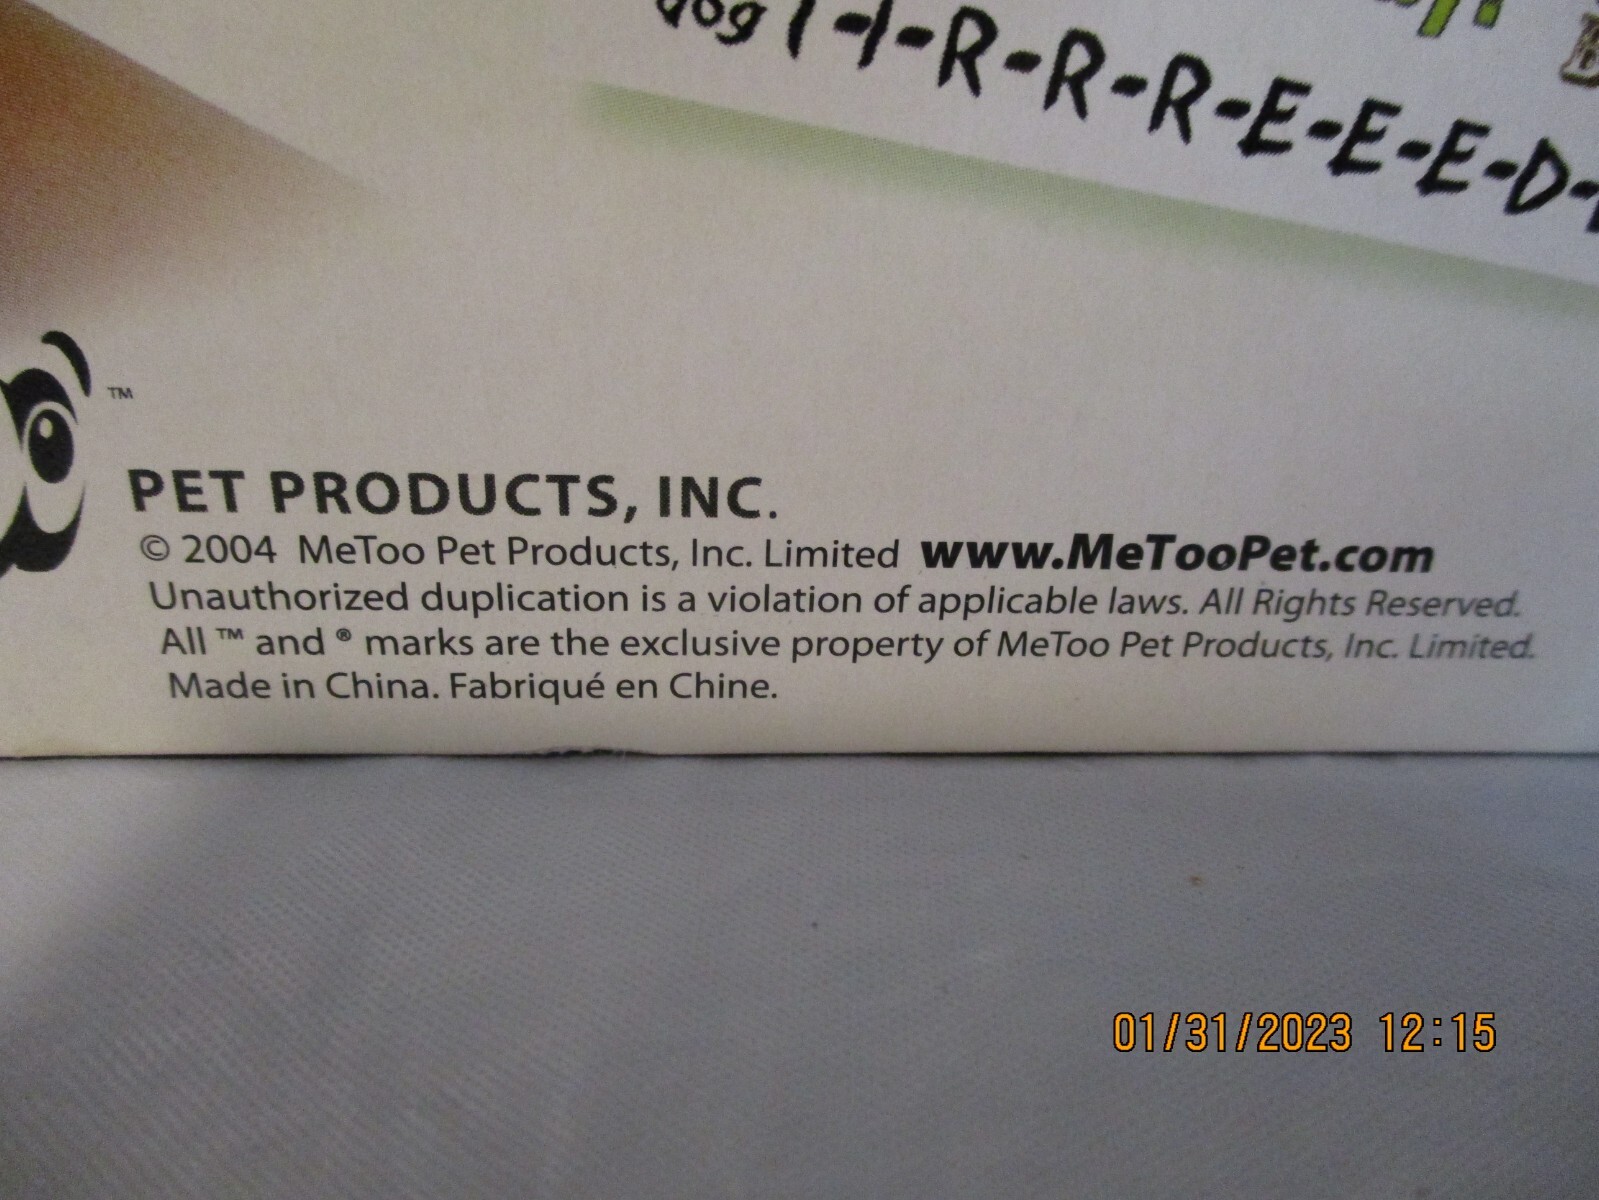 dog
-R-R-R-E-E-E-D-
™
PET PRODUCTS, INC.
© 2004 MeToo Pet Products, Inc. Limited www.MeTooPet.com
Unauthorized duplication is a violation of applicable laws. All Rights Reserved.
All ™ and ® marks are the exclusive property of MeToo Pet Products, Inc. Limited.
Made in China. Fabriqué en Chine.
01/31/2023 12:15